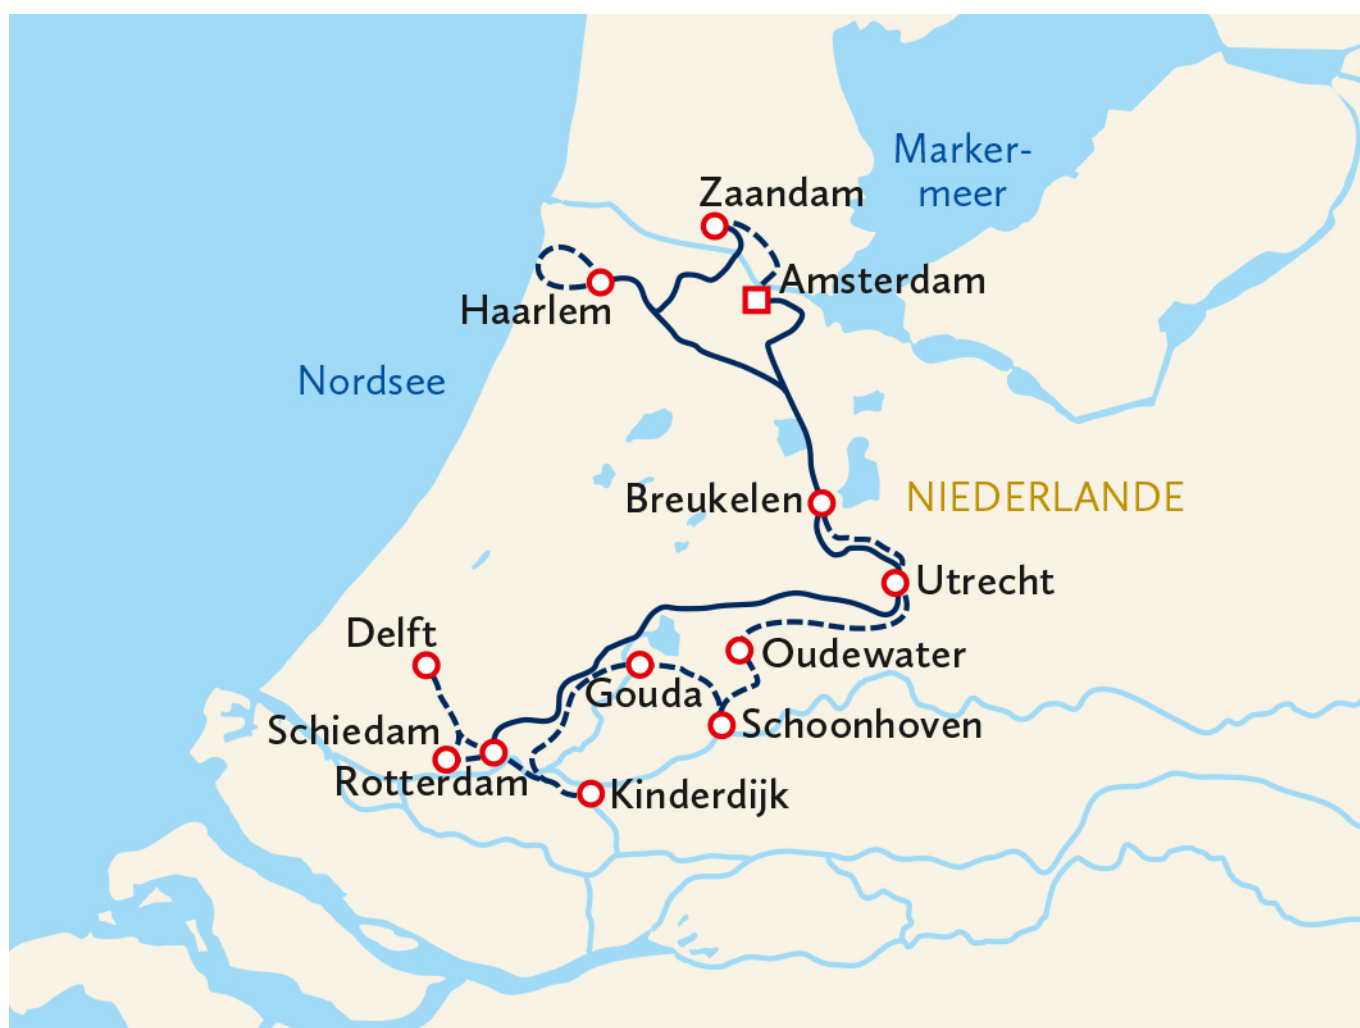 Marker-
meer
Zaandam
Amsterdam
Haarlem
Nordsee
Breukelen
NIEDERLANDE
Utrecht
Delft
Oudewater
Gouda
Schiedam
Schoonhoven
Rotterdam
Kinderdijk